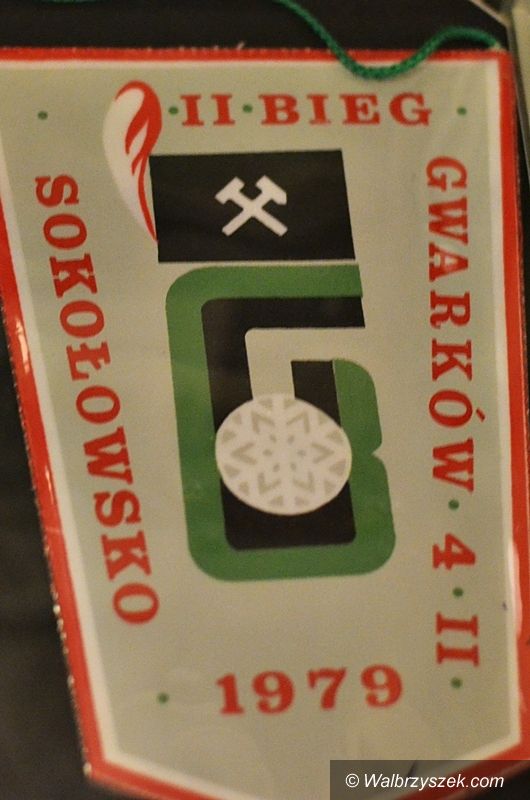 ·II·BIEG·
GWARKÓW·4·II·
1979·
SOKOŁOWSKO·
© Walbrzyszek.com